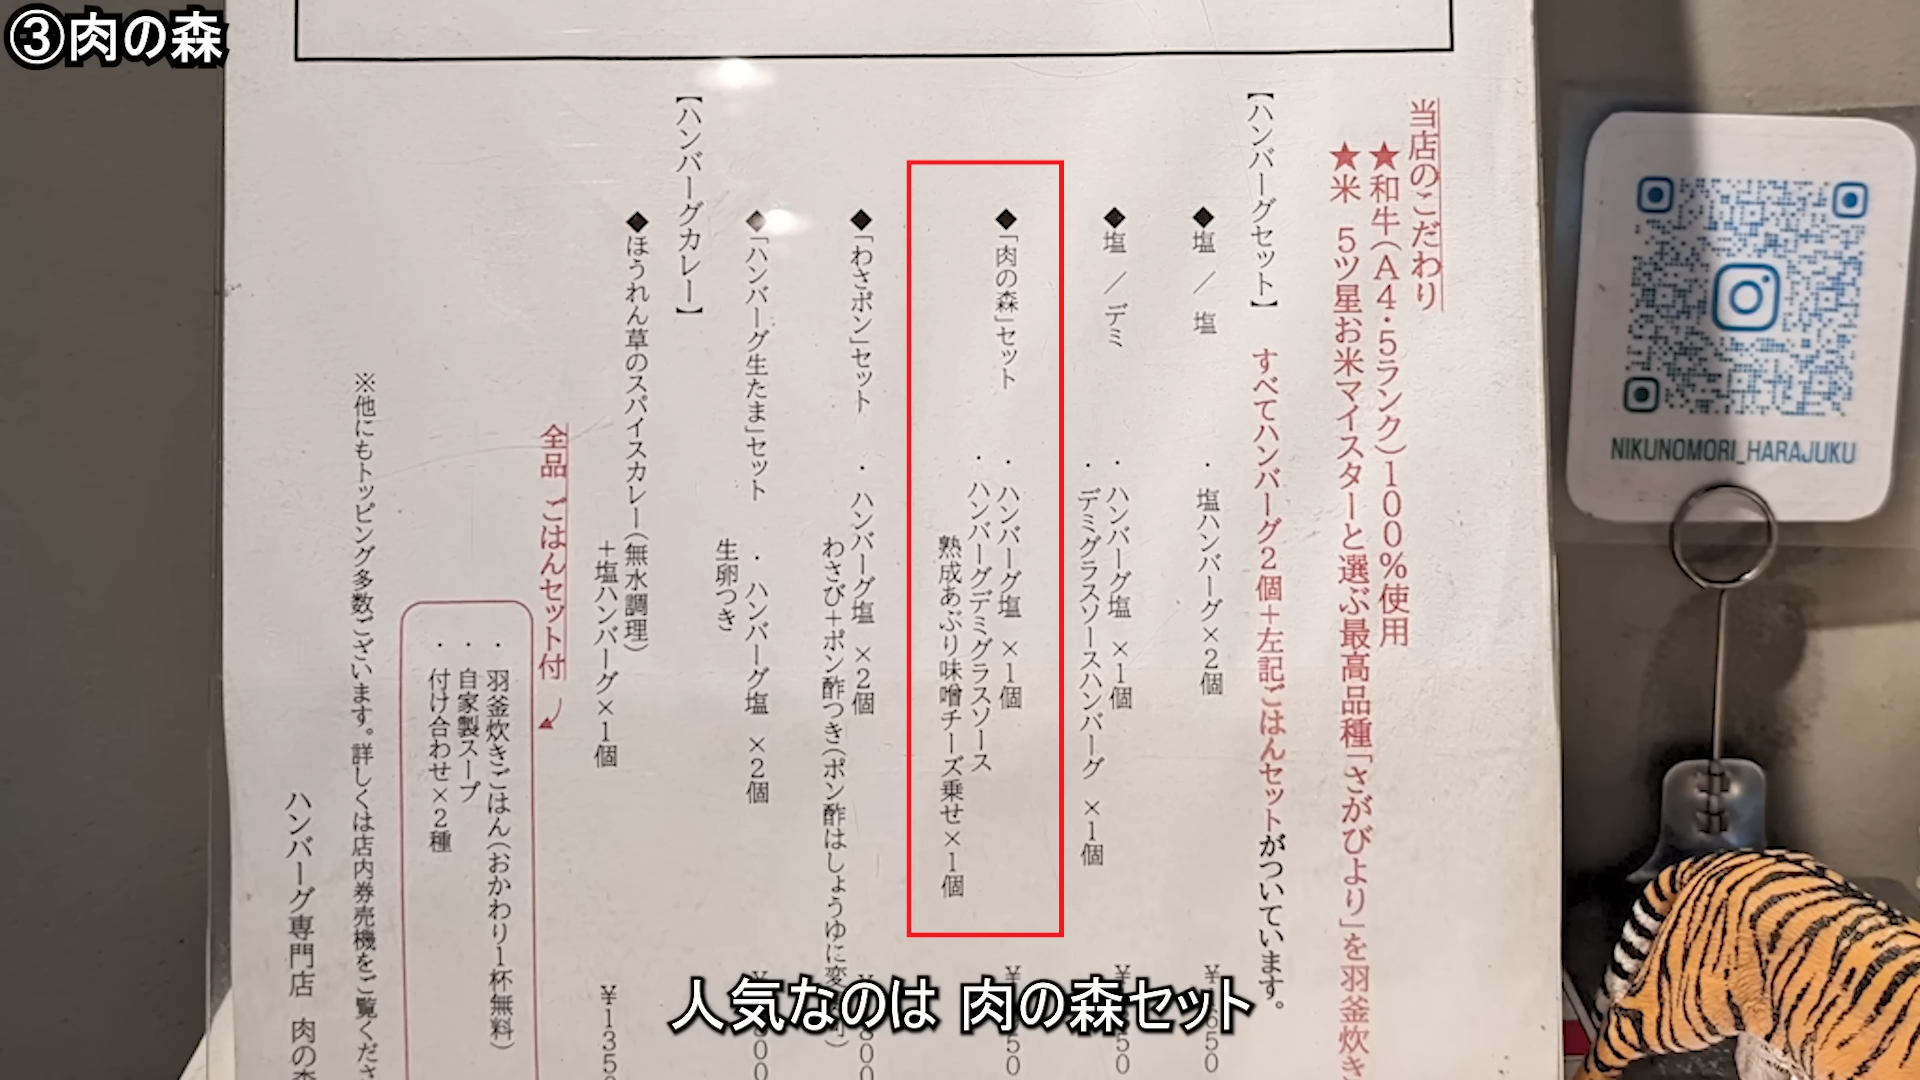 ③肉の森
当店のこだわり
★和牛（A4・5ランク）100%使用
★米 5ツ星お米マイスターと選ぶ最高品種「さがびより」を羽釜炊き
【ハンバーグセット】 すべてハンバーグ2個＋左記ごはんセットがついています。
◆塩／塩
・塩ハンバーグ×2個
◆塩／デミ
・ハンバーグ塩 ×1個
・デミグラスソースハンバーグ ×1個
◆「肉の森」セット
・ハンバーグ塩 ×1個
・ハンバーグデミグラスソース
熟成あぶり味噌チーズ乗せ×1個
◆「わさポン」セット
・ハンバーグ塩 ×2個
わさび＋ポン酢つき（ポン酢はしょうゆに変
◆「ハンバーグ生たま」セット
・ハンバーグ塩 ×2個
生卵つき
【ハンバーグカレー】
◆ほうれん草のスパイスカレー（無水調理）
＋塩ハンバーグ×1個
¥135
全品 ごはんセット付
・羽釜炊きごはん（おかわり1杯無料）
・自家製スープ
・付け合わせ×2種
※他にもトッピング多数ございます。詳しくは店内券売機をご覧くださ
ハンバーグ専門店 肉の森
NIKUNOMORI_HARAJUKU
人気なのは 肉の森セット